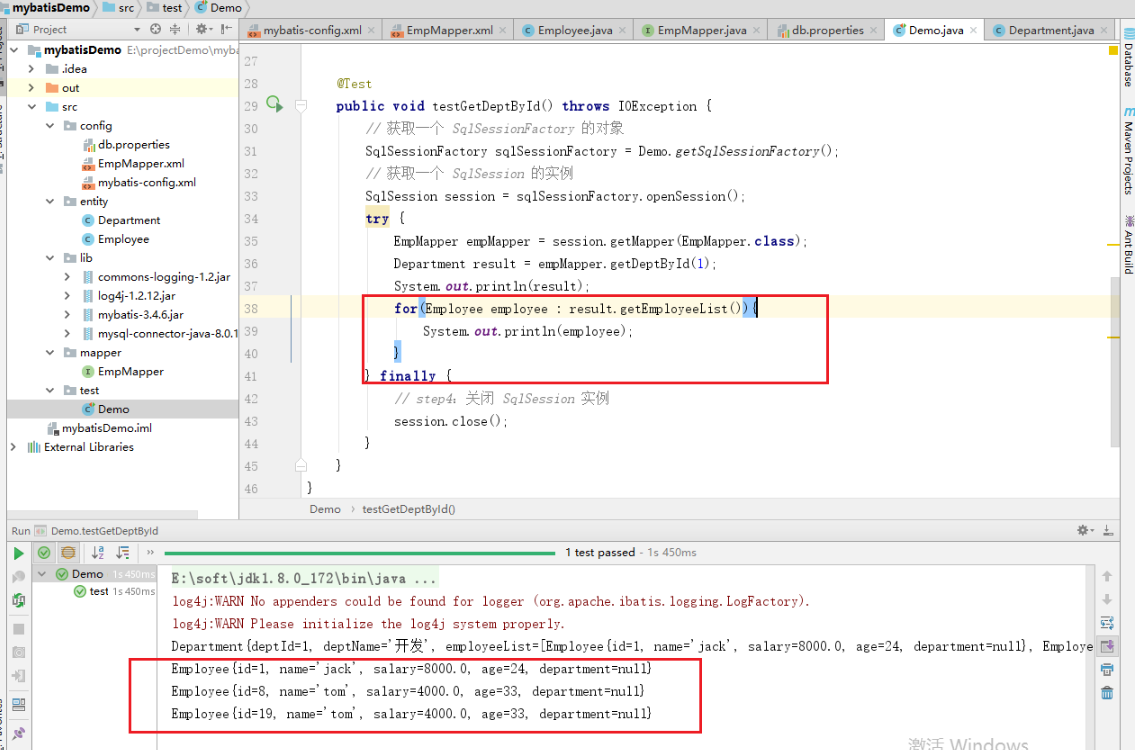 mybatisDemo src test Demo
Project
mybatis-config.xml EmpMapper.xml Employee.java EmpMapper.java db.properties Demo.java Department.java
mybatisDemo E:\projectDemo\myba
.idea
out
src
config
db.properties
EmpMapper.xml
mybatis-config.xml
entity
Department
Employee
lib
commons-logging-1.2.jar
log4j-1.2.12.jar
mybatis-3.4.6.jar
mysql-connector-java-8.0.1
mapper
EmpMapper
test
Demo
mybatisDemo.iml
External Libraries
27
28 @Test
29 public void testGetDeptById() throws IOException {
30 // 获取一个 SqlSessionFactory 的对象
31 SqlSessionFactory sqlSessionFactory = Demo.getSqlSessionFactory();
32 // 获取一个 SqlSession 的实例
33 SqlSession session = sqlSessionFactory.openSession();
34 try {
35 EmpMapper empMapper = session.getMapper(EmpMapper.class);
36 Department result = empMapper.getDeptById(1);
37 System.out.println(result);
38 for(Employee employee : result.getEmployeeList()){
39 System.out.println(employee);
40 }
41 } finally {
42 // step4: 关闭 SqlSession 实例
43 session.close();
44 }
45 }
46 }
Demo testGetDeptById()
Database
Maven Projects
Ant Build
Run Demo.testGetDeptById
1 test passed - 1s 450ms
Demo 1s 450ms
test 1s 450ms
E:\soft\jdk1.8.0_172\bin\java ...
log4j:WARN No appenders could be found for logger (org.apache.ibatis.logging.LogFactory).
log4j:WARN Please initialize the log4j system properly.
Department{deptId=1, deptName='开发', employeeList=[Employee{id=1, name='jack', salary=8000.0, age=24, department=null}, Employe
Employee{id=1, name='jack', salary=8000.0, age=24, department=null}
Employee{id=8, name='tom', salary=4000.0, age=33, department=null}
Employee{id=19, name='tom', salary=4000.0, age=33, department=null}
激活 Windows